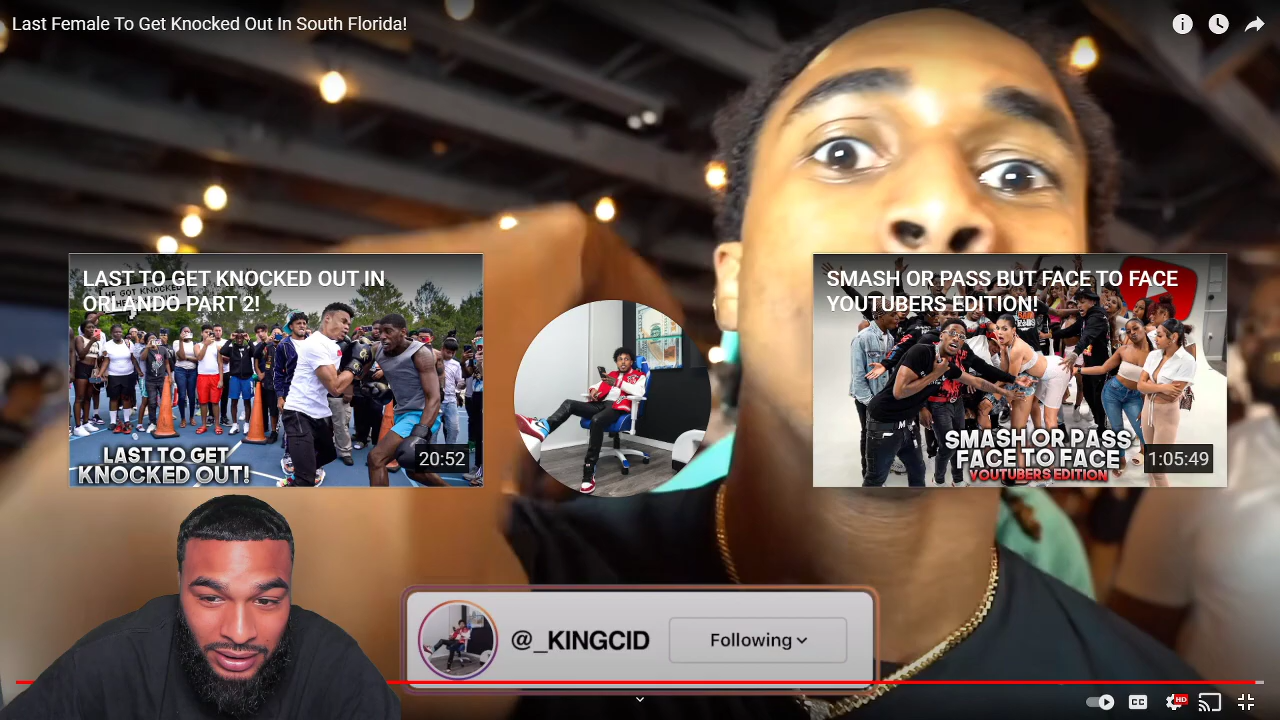 Last Female To Get Knocked Out In South Florida!
LAST TO GET KNOCKED OUT IN
ORLANDO PART 2!
LAST TO GET
KNOCKED OUT!
20:52
SMASH OR PASS BUT FACE TO FACE
YOUTUBERS EDITION!
SMASH OR PASS
FACE TO FACE
YOUTUBERS EDITION
1:05:49
@_KINGCID
Following
CC
HD